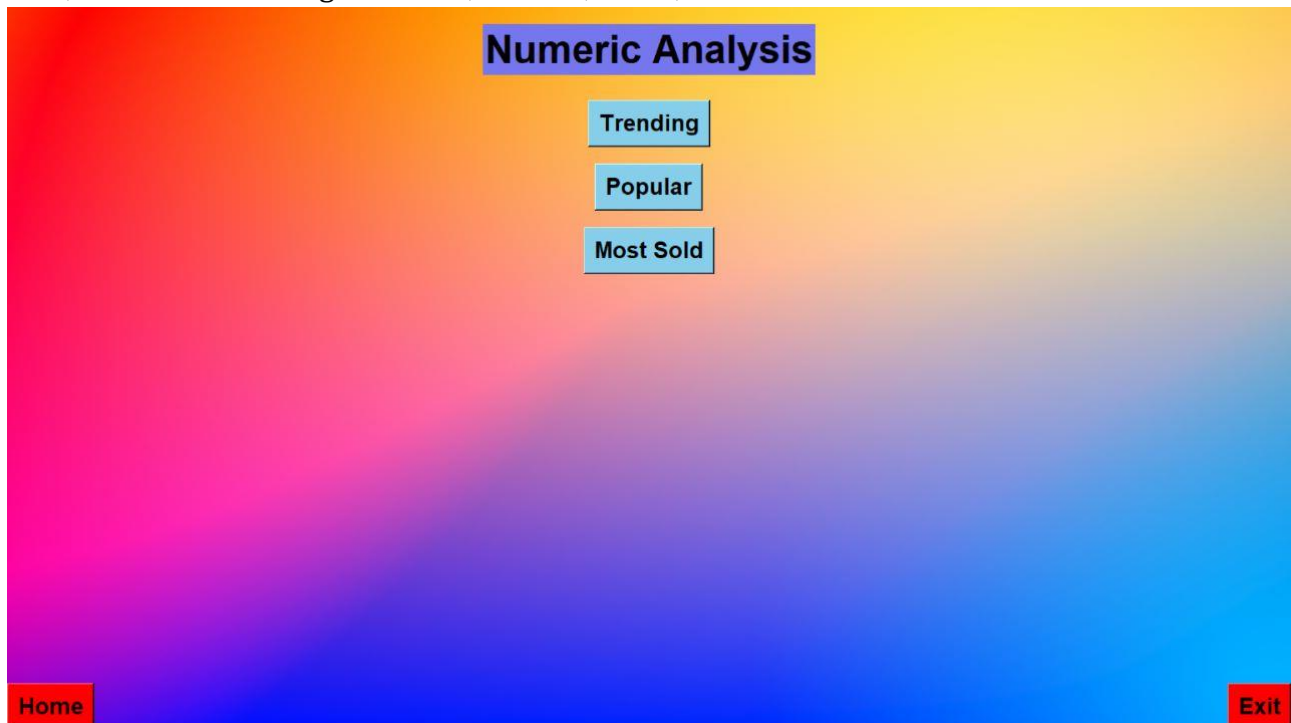 Numeric Analysis
Trending
Popular
Most Sold
Home
Exit